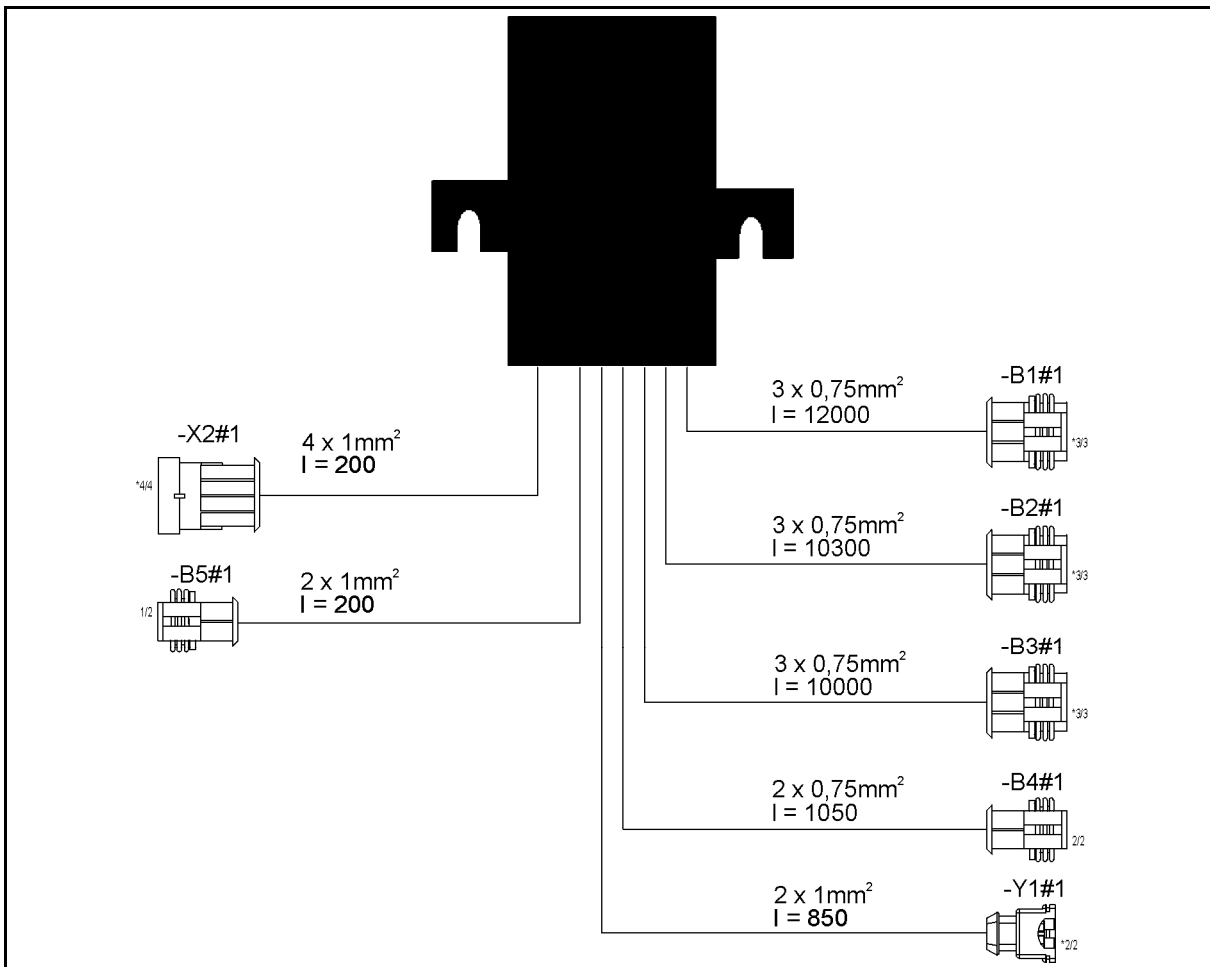 -X2#1
4 x 1mm²
l = 200
*4/4
-B5#1
2 x 1mm²
l = 200
1/2
3 x 0,75mm²
l = 12000
-B1#1
*3/3
3 x 0,75mm²
l = 10300
-B2#1
*3/3
3 x 0,75mm²
l = 10000
-B3#1
*3/3
2 x 0,75mm²
l = 1050
-B4#1
2/2
2 x 1mm²
l = 850
-Y1#1
*2/2